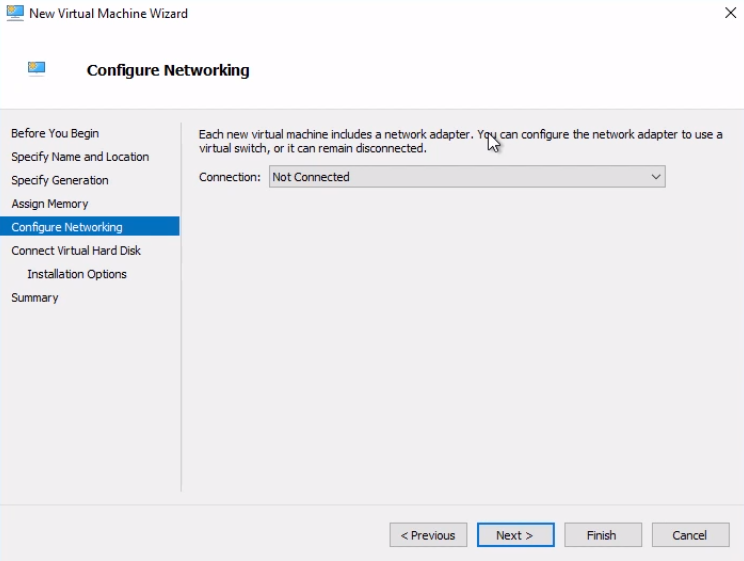 New Virtual Machine Wizard
Configure Networking
Before You Begin
Specify Name and Location
Specify Generation
Assign Memory
Configure Networking
Connect Virtual Hard Disk
Installation Options
Summary
Each new virtual machine includes a network adapter. You can configure the network adapter to use a
virtual switch, or it can remain disconnected.
Connection: Not Connected
< Previous Next > Finish Cancel